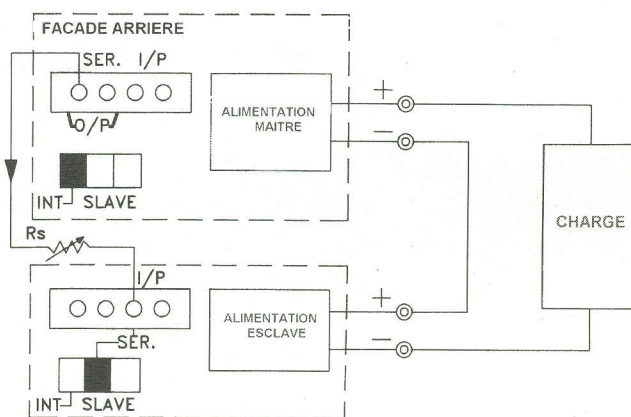 FACADE ARRIERE
SER. I/P
O/P
INT SLAVE
ALIMENTATION
MAITRE
+
−
CHARGE
Rs
I/P
SER.
INT SLAVE
ALIMENTATION
ESCLAVE
+
−